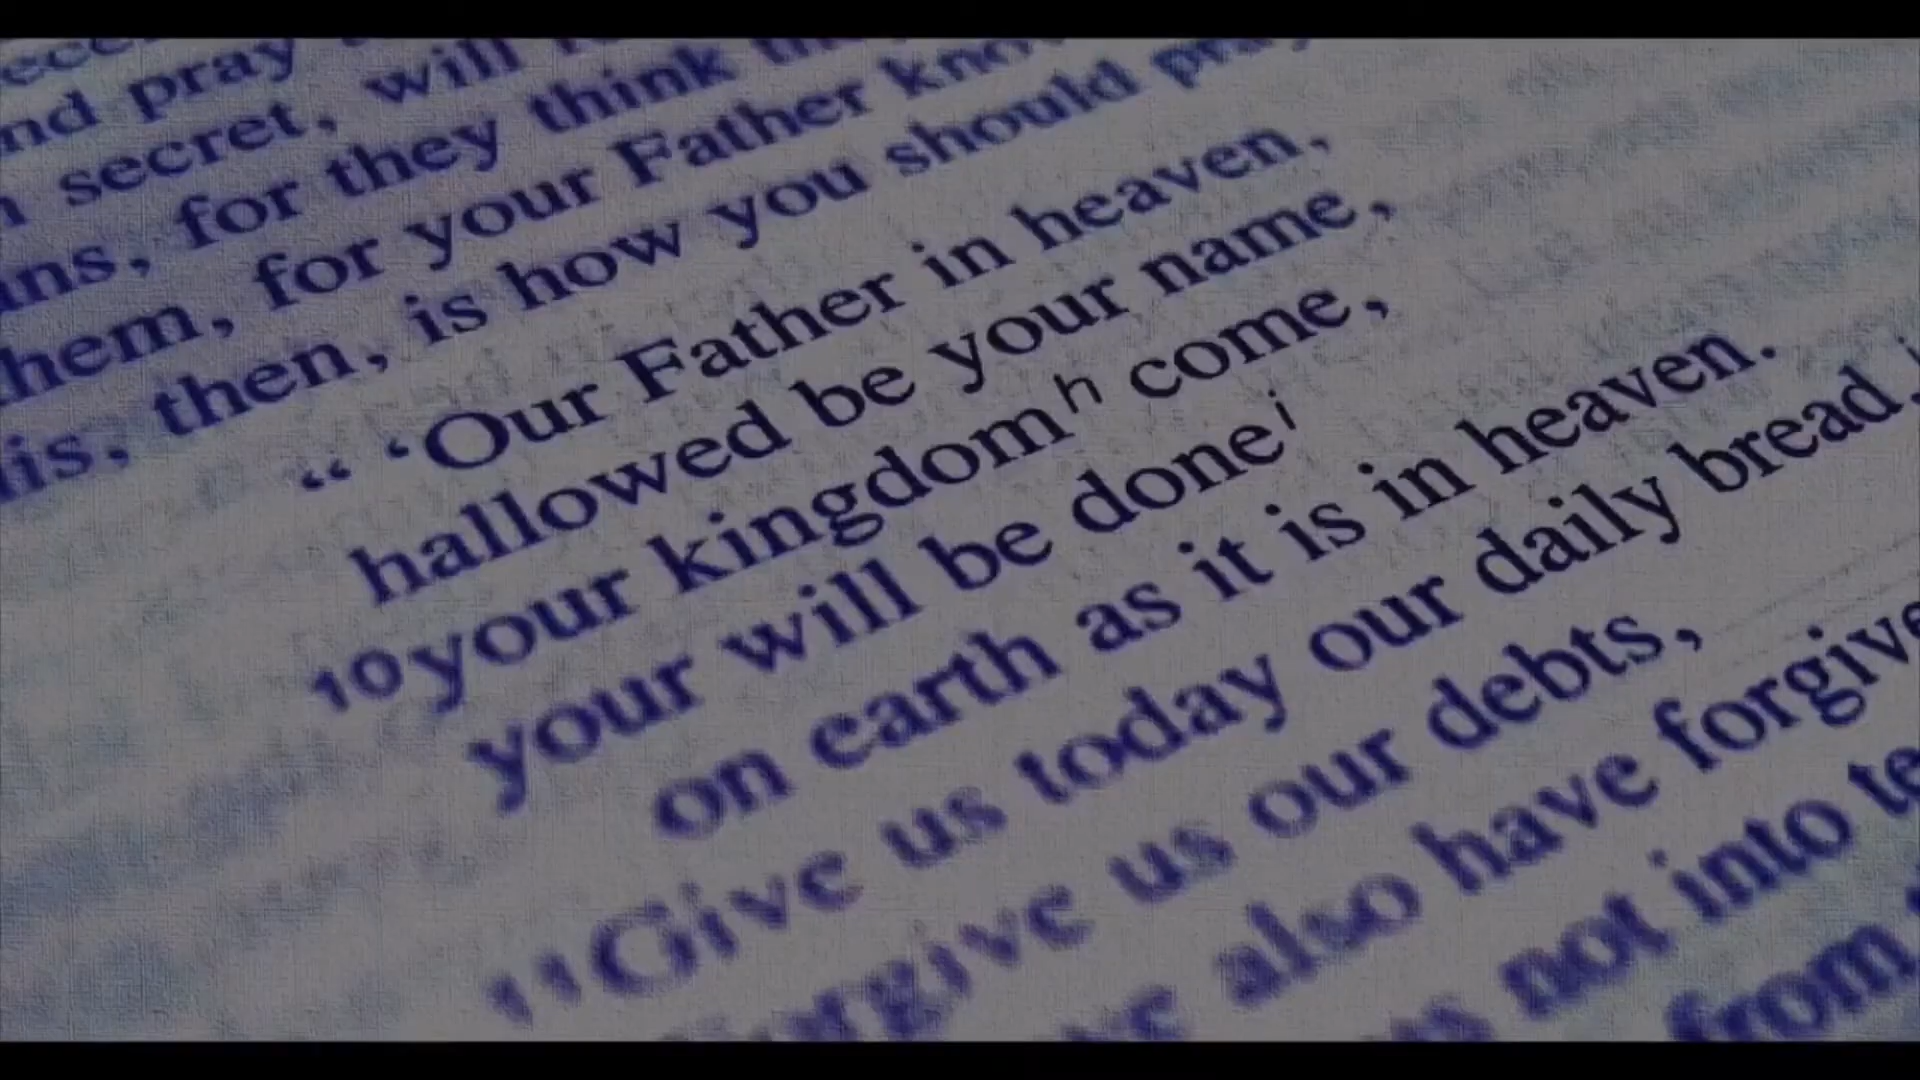 nd pray
secret, will
ans, for they think
hem, for your Father
is, then, is how you should pray
“ ‘Our Father in heaven,
hallowed be your name,
10your kingdomh come,
your will be donei
on earth as it is in heaven.
11Give us today our daily bread.
forgive us our debts,
also have forgive
not into
from